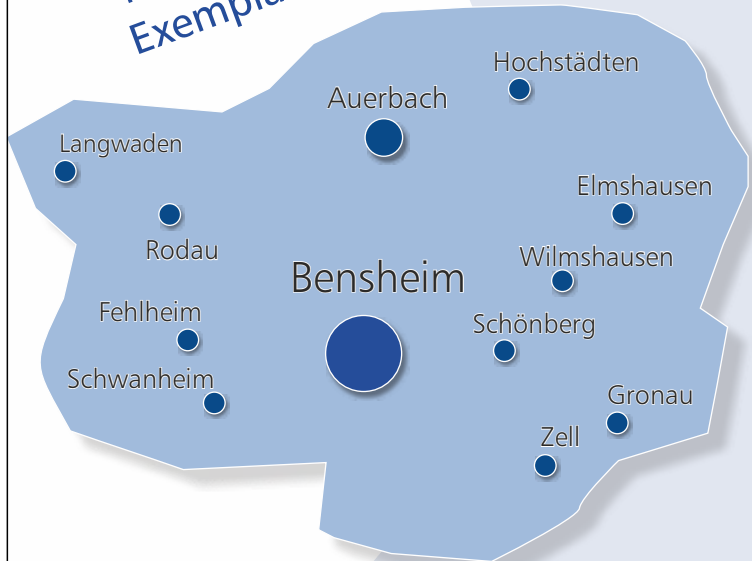 Hochstädten
Auerbach
Langwaden
Elmshausen
Rodau
Wilmshausen
Bensheim
Fehlheim
Schönberg
Schwanheim
Gronau
Zell